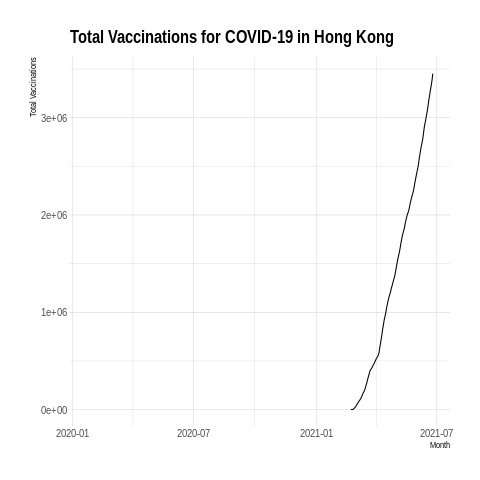 Total Vaccinations for COVID-19 in Hong Kong
Total Vaccinations
3e+06
2e+06
1e+06
0e+00
2020-01 2020-07 2021-01 2021-07
Month